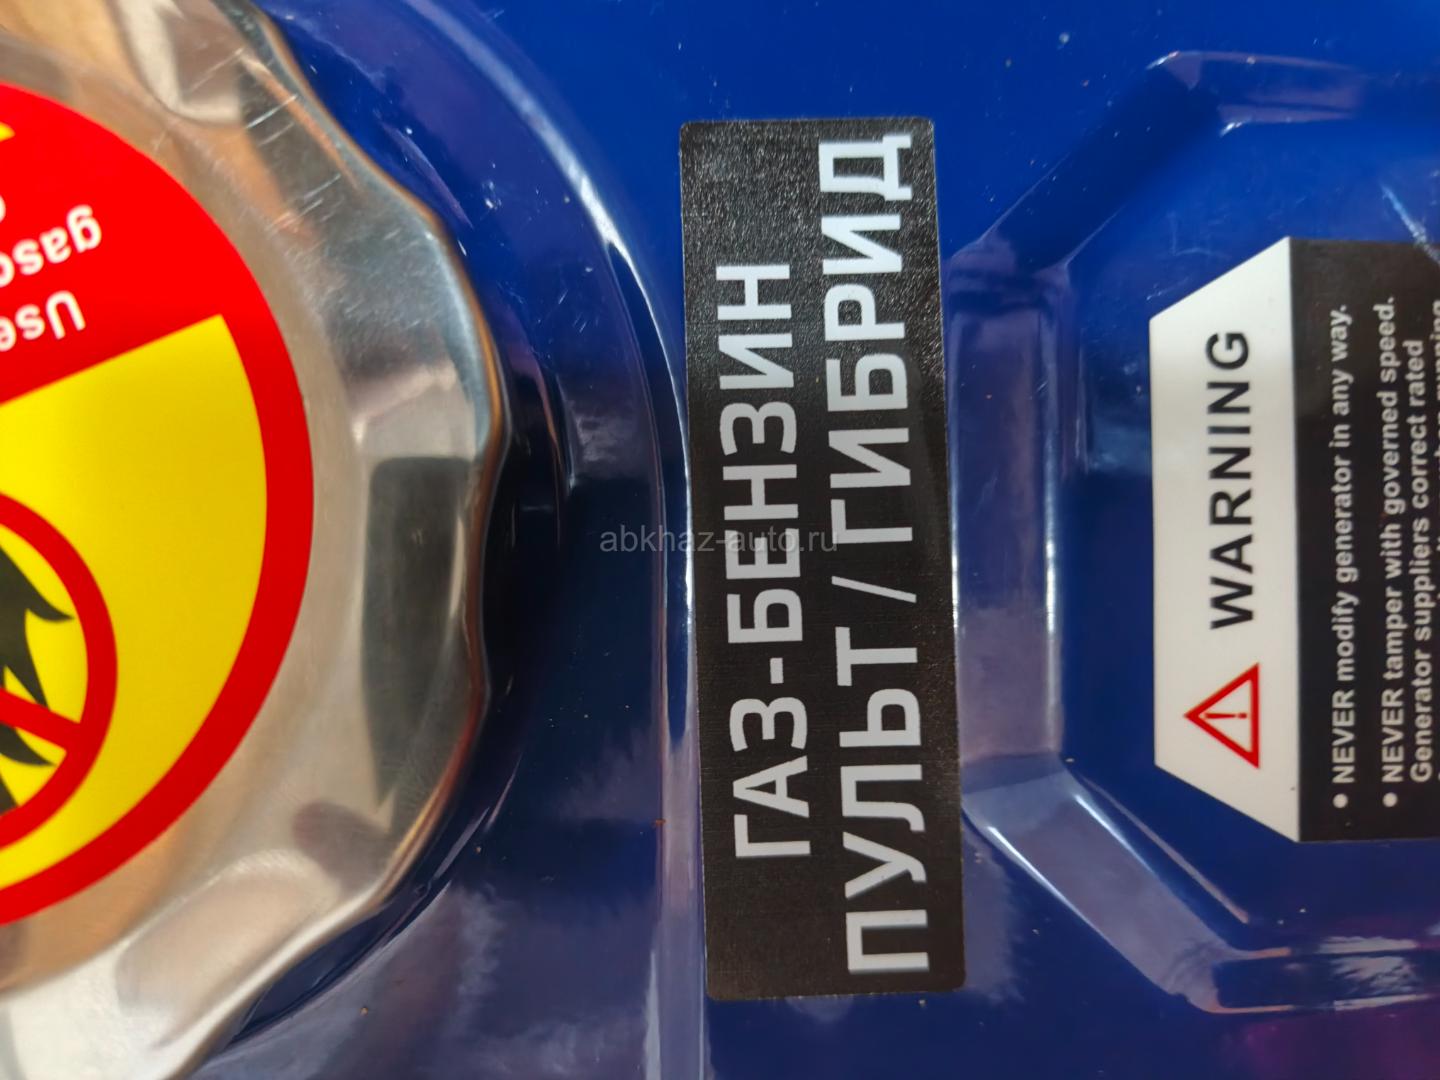 Use
gaso
ГАЗ-БЕНЗИН
ПУЛЬТ / ГИБРИД
WARNING
• NEVER modify generator in any way.
• NEVER tamper with governed speed.
Generator suppliers correct rated
abkhaz-auto.ru